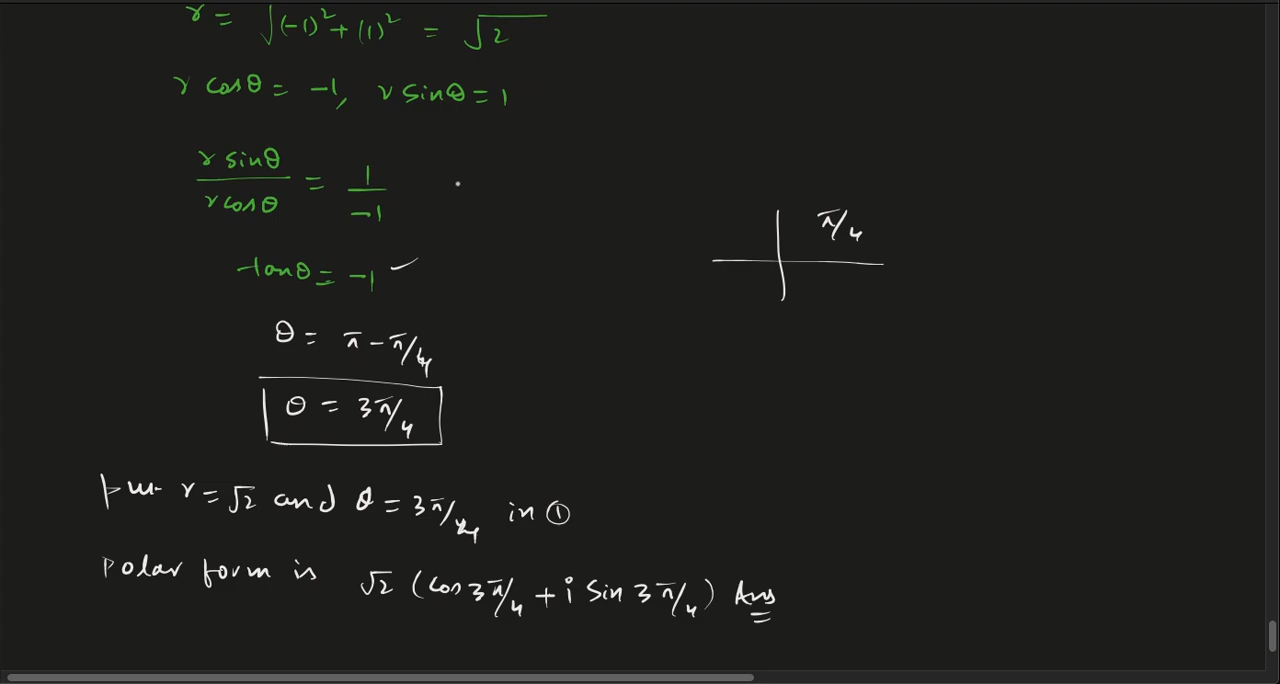 r = √(-1)² + (1)² = √2
r cosθ = -1, r sinθ = 1
r sinθ / r cosθ = 1 / -1
π/4
tanθ = -1
θ = π - π/4
θ = 3π/4
put r = √2 and θ = 3π/4 in ①
Polar form is √2 (cos 3π/4 + i sin 3π/4) Ans